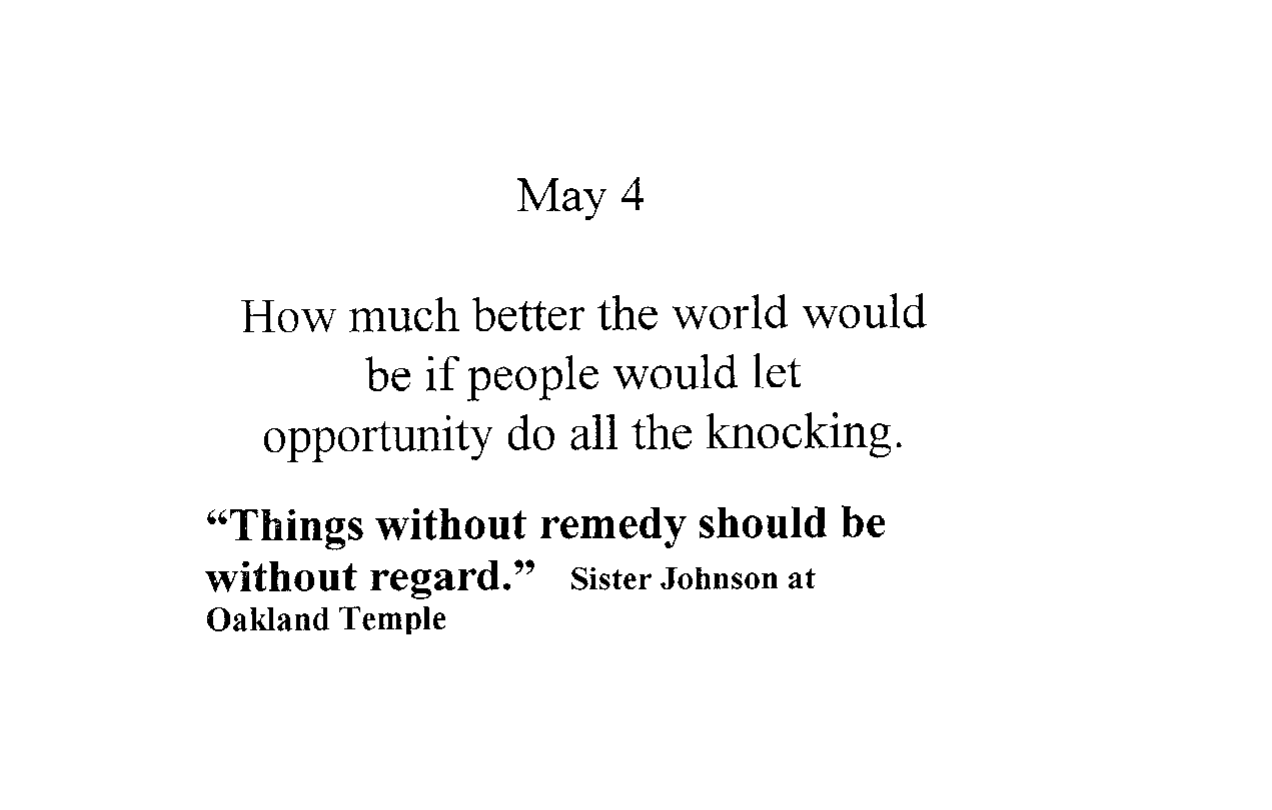 May 4
How much better the world would
be if people would let
opportunity do all the knocking.
“Things without remedy should be
without regard.” Sister Johnson at
Oakland Temple